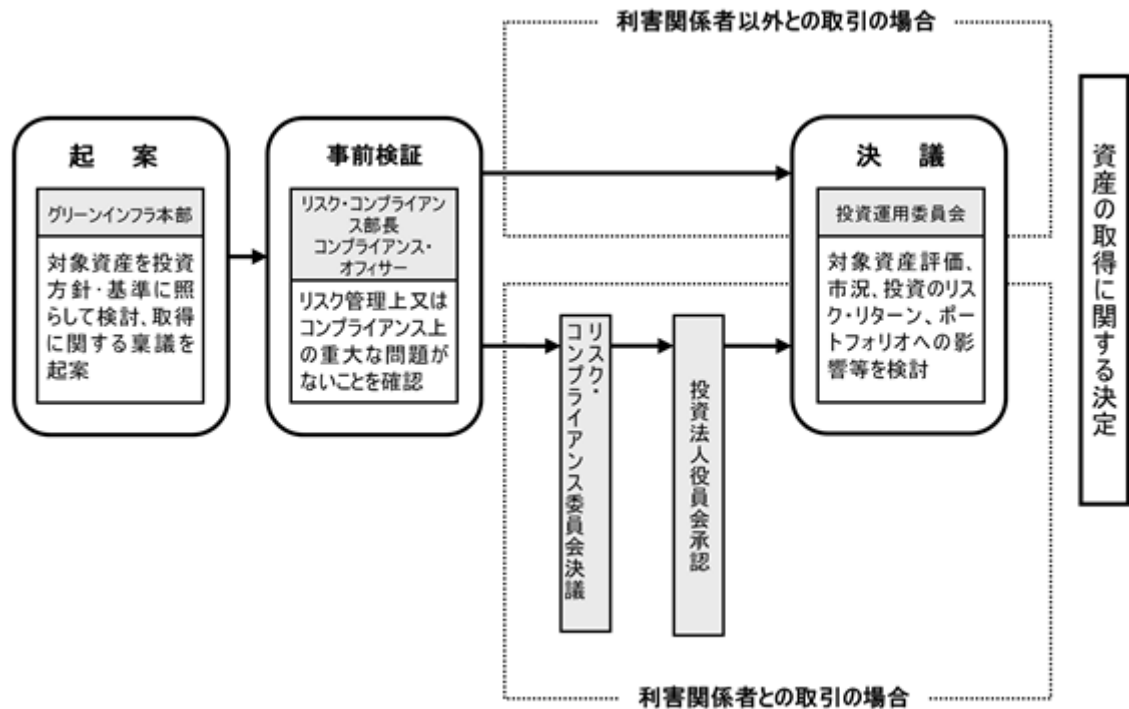 利害関係者以外との取引の場合
起　案
グリーンインフラ本部
対象資産を投資
方針・基準に照
らして検討、取得
に関する稟議を
起案
事前検証
リスク・コンプライアン
ス部長
コンプライアンス・
オフィサー
リスク管理上又は
コンプライアンス上
の重大な問題が
ないことを確認
リスク・
コンプライアンス委員会決議
投資法人役員会承認
決　議
投資運用委員会
対象資産評価、
市況、投資のリス
ク・リターン、ポー
トフォリオへの影
響等を検討
資産の取得に関する決定
利害関係者との取引の場合